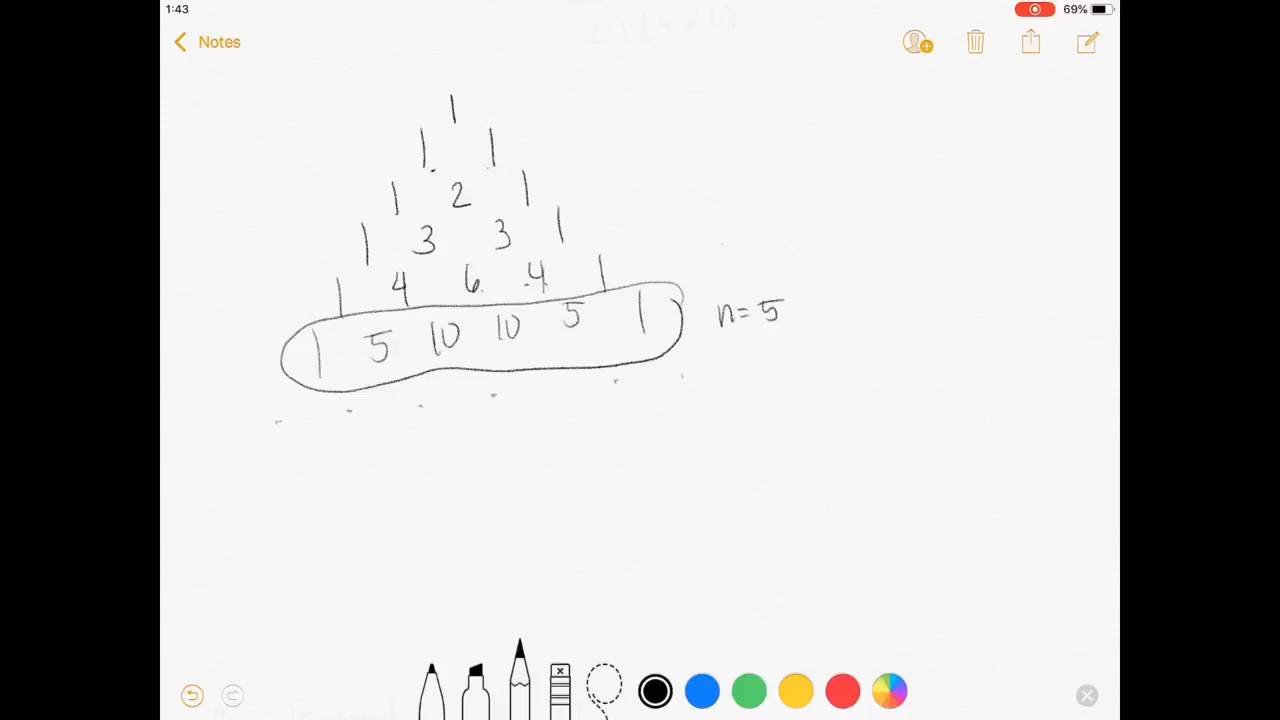 1:43
69%
Notes
1
1 1
1 2 1
1 3 3 1
1 4 6 4 1
1 5 10 10 5 1 n=5